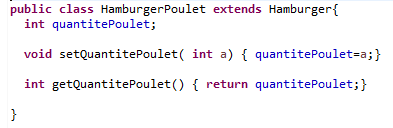 public class HamburgerPoulet extends Hamburger{
int quantitePoulet;
void setQuantitePoulet( int a) { quantitePoulet=a;}
int getQuantitePoulet() { return quantitePoulet;}
}